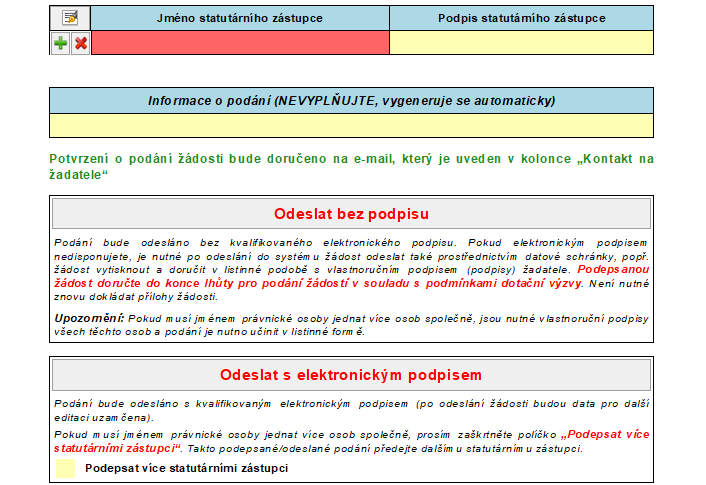 Jméno statutárního zástupce
Podpis statutárního zástupce
Informace o podání (NEVYPLŇUJTE, vygeneruje se automaticky)
Potvrzení o podání žádosti bude doručeno na e-mail, který je uveden v kolonce „Kontakt na
žadatele“
Odeslat bez podpisu
Podání bude odesláno bez kvalifikovaného elektronického podpisu. Pokud elektronickým podpisem
nedisponujete, je nutné po odeslání do systému žádost odeslat také prostřednictvím datové schránky, popř.
žádost vytisknout a doručit v listinné podobě s vlastnoručním podpisem (podpisy) žadatele. Podepsanou
žádost doručte do konce lhůty pro podání žádostí v souladu s podmínkami dotační výzvy. Není nutné
znovu dokládat přílohy žádosti.
Upozornění: Pokud musí jménem právnické osoby jednat více osob společně, jsou nutné vlastnoruční podpisy
všech těchto osob a podání je nutno učinit v listinné formě.
Odeslat s elektronickým podpisem
Podání bude odesláno s kvalifikovaným elektronickým podpisem (po odeslání žádosti budou data pro další
editaci uzamčena).
Pokud musí jménem právnické osoby jednat více osob společně, prosím zaškrtněte políčko „Podepsat více
statutárními zástupci“. Takto podepsané/odeslané podání předejte dalšímu statutárnímu zástupci.
Podepsat více statutárními zástupci